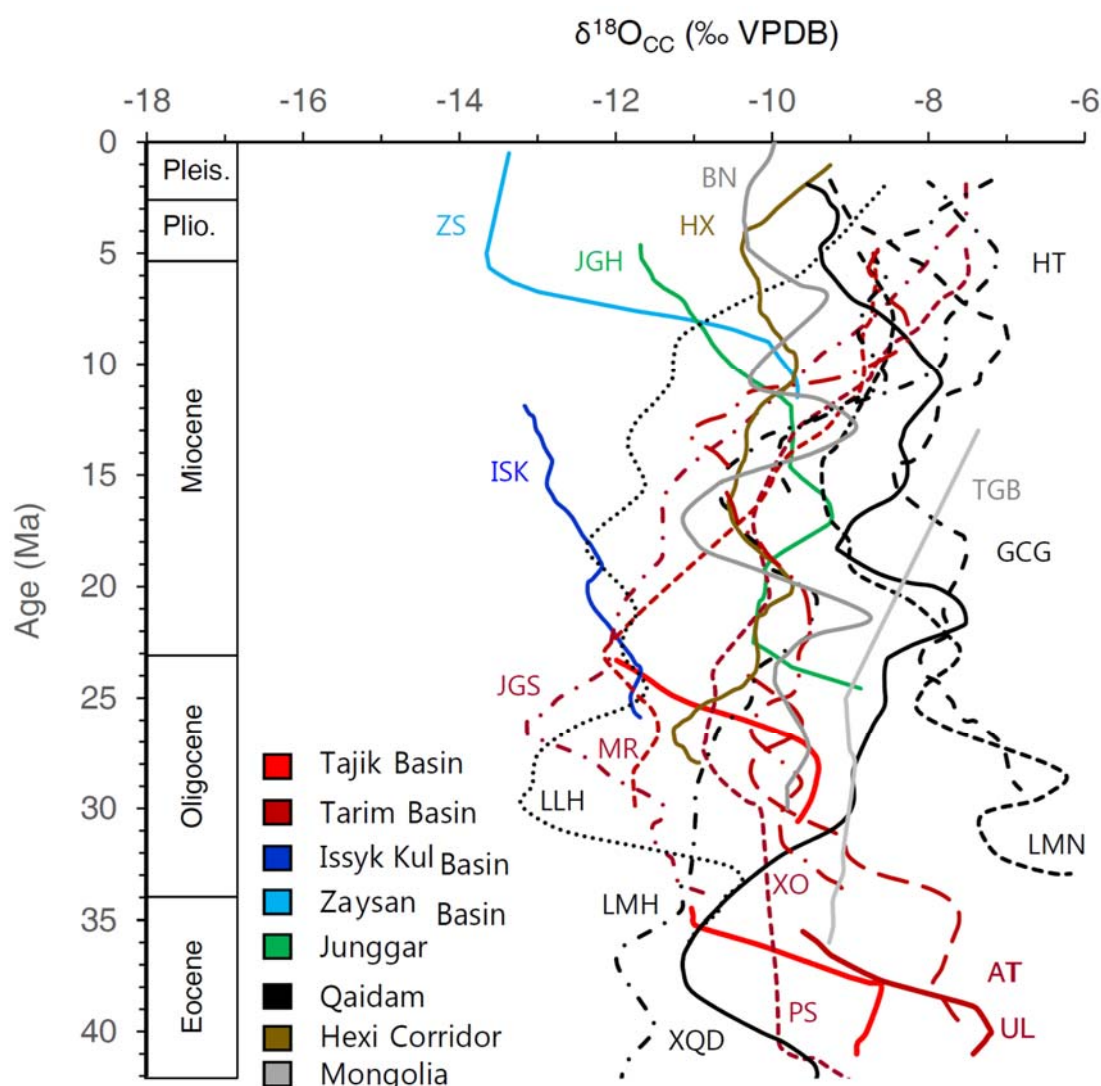 δ¹⁸O_CC (‰ VPDB)
-18 -16 -14 -12 -10 -8 -6
0
Pleis.
BN
ZS
Plio.
HX
5
JGH
HT
10
Miocene
15
ISK
TGB
GCG
Age (Ma)
20
25
JGS
MR
Oligocene
Tajik Basin
30
LLH
Tarim Basin
LMN
Issyk Kul Basin
XO
Zaysan Basin
LMH
35
Junggar
Eocene
AT
Qaidam
PS
UL
40
Hexi Corridor
XQD
Mongolia